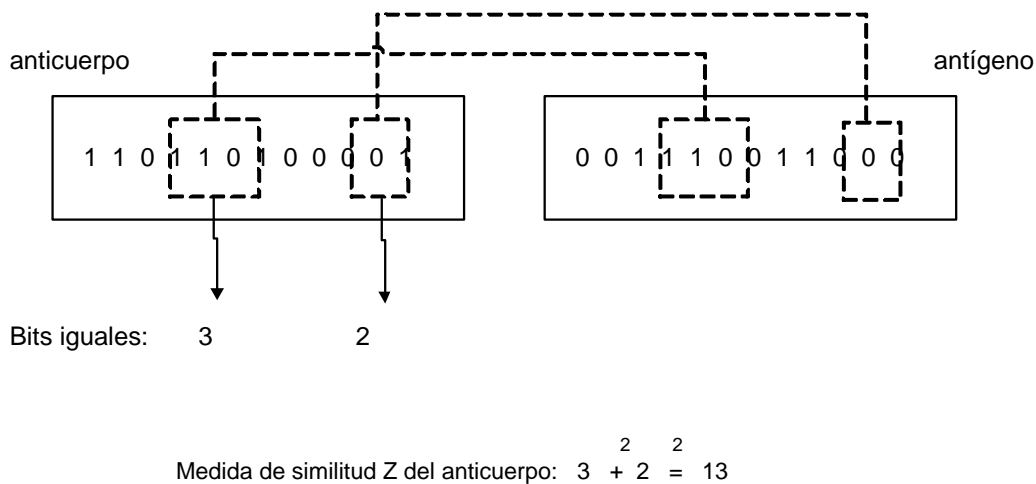 anticuerpo antígeno
1 1 0 1 1 0 1 0 0 0 0 1 0 0 1 1 1 0 0 1 1 0 0 0
Bits iguales: 3 2
2 2
Medida de similitud Z del anticuerpo: 3 + 2 = 13